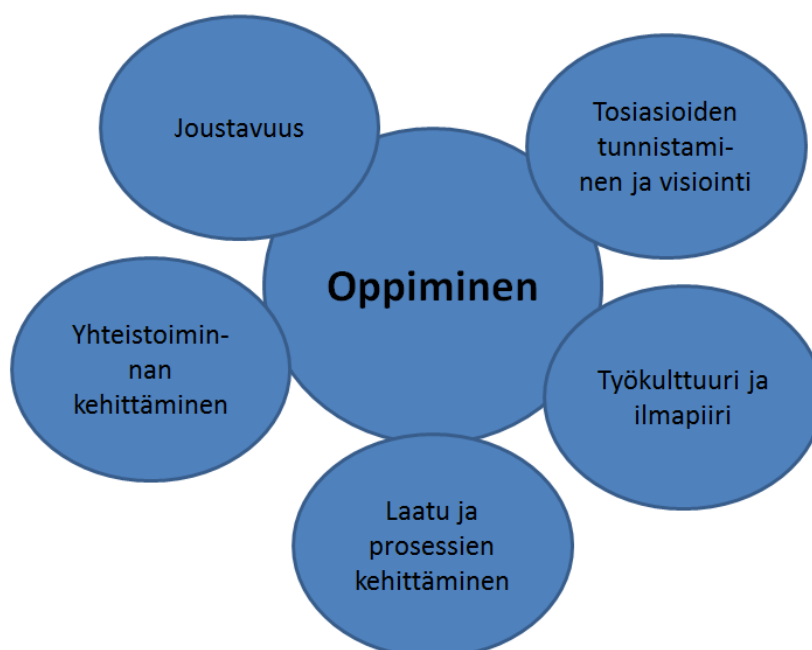 Joustavuus
Tosiasioiden
tunnistami-
nen ja visiointi
Oppiminen
Yhteistoimin-
nan
kehittäminen
Työkulttuuri ja
ilmapiiri
Laatu ja
prosessien
kehittäminen